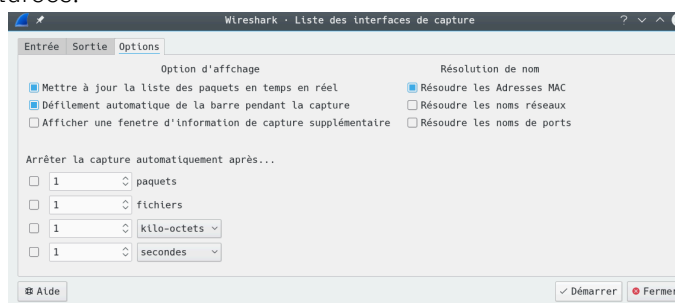 Wireshark · Liste des interfaces de capture
Entrée Sortie Options
Option d'affchage
Mettre à jour la liste des paquets en temps en réel
Défilement automatique de la barre pendant la capture
Afficher une fenetre d'information de capture supplémentaire
Résolution de nom
Résoudre les Adresses MAC
Résoudre les noms réseaux
Résoudre les noms de ports
Arrêter la capture automatiquement après...
1 paquets
1 fichiers
1 kilo-octets
1 secondes
Aide
Démarrer
Fermer